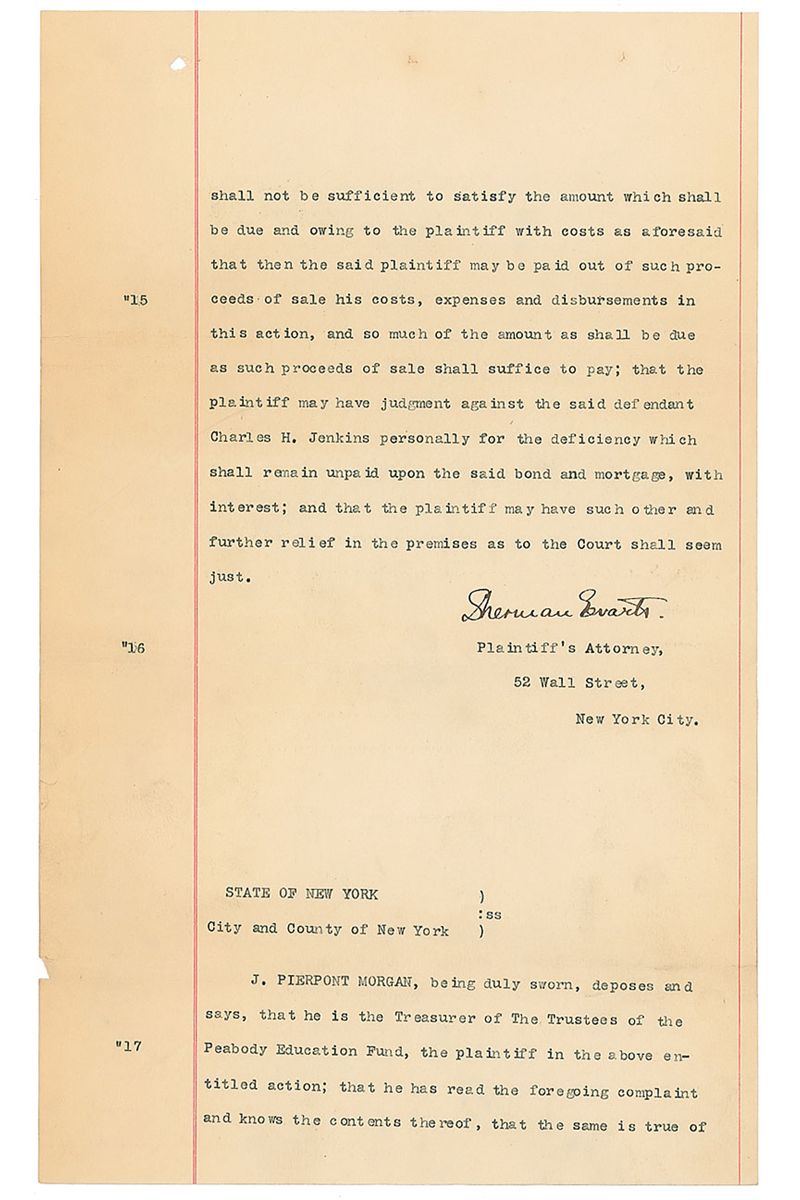 shall not be sufficient to satisfy the amount which shall
be due and owing to the plaintiff with costs as aforesaid
that then the said plaintiff may be paid out of such pro-
"15 ceeds of sale his costs, expenses and disbursements in
this action, and so much of the amount as shall be due
as such proceeds of sale shall suffice to pay; that the
plaintiff may have judgment against the said defendant
Charles H. Jenkins personally for the deficiency which
shall remain unpaid upon the said bond and mortgage, with
interest; and that the plaintiff may have such other and
further relief in the premises as to the Court shall seem
just.
Sherman Evarts.
"16 Plaintiff's Attorney,
52 Wall Street,
New York City.
STATE OF NEW YORK )
:ss
City and County of New York )
J. PIERPONT MORGAN, being duly sworn, deposes and
says, that he is the Treasurer of The Trustees of the
"17 Peabody Education Fund, the plaintiff in the above en-
titled action; that he has read the foregoing complaint
and knows the contents thereof, that the same is true of